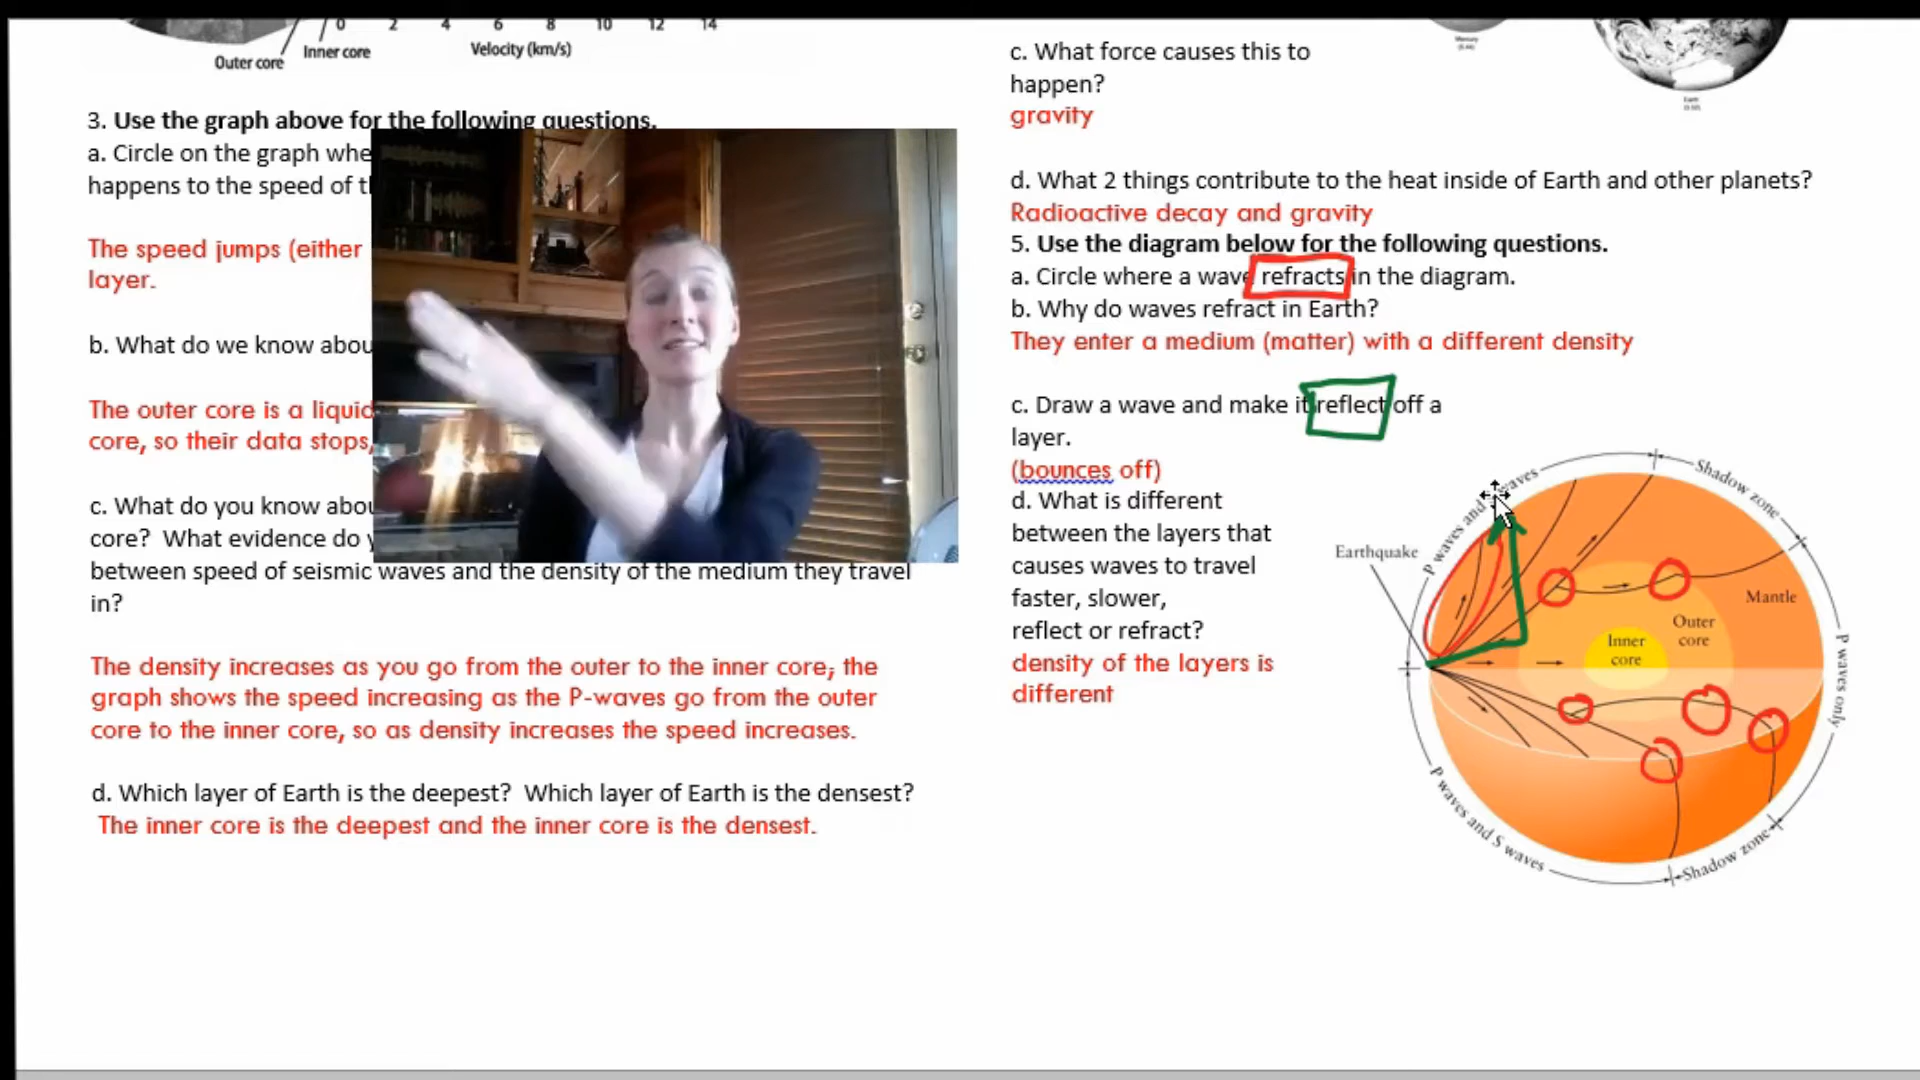 0 2 4 6 8 10 12 14
Outer core
Inner core
Velocity (km/s)
3. Use the graph above for the following questions.
a. Circle on the graph whe
happens to the speed of t
The speed jumps (either
layer.
b. What do we know abou
The outer core is a liquid
core, so their data stops,
c. What do you know abou
core? What evidence do y
between speed of seismic waves and the density of the medium they travel
in?
The density increases as you go from the outer to the inner core; the
graph shows the speed increasing as the P-waves go from the outer
core to the inner core, so as density increases the speed increases.
d. Which layer of Earth is the deepest? Which layer of Earth is the densest?
The inner core is the deepest and the inner core is the densest.
c. What force causes this to
happen?
gravity
Mercury
Earth
d. What 2 things contribute to the heat inside of Earth and other planets?
Radioactive decay and gravity
5. Use the diagram below for the following questions.
a. Circle where a wave refracts in the diagram.
b. Why do waves refract in Earth?
They enter a medium (matter) with a different density
c. Draw a wave and make it reflect off a
layer.
(bounces off)
d. What is different
between the layers that
causes waves to travel
faster, slower,
reflect or refract?
density of the layers is
different
Earthquake
P waves and waves
Shadow zone
Mantle
Outer
core
Inner
core
P waves only
P waves and S waves
Shadow zone